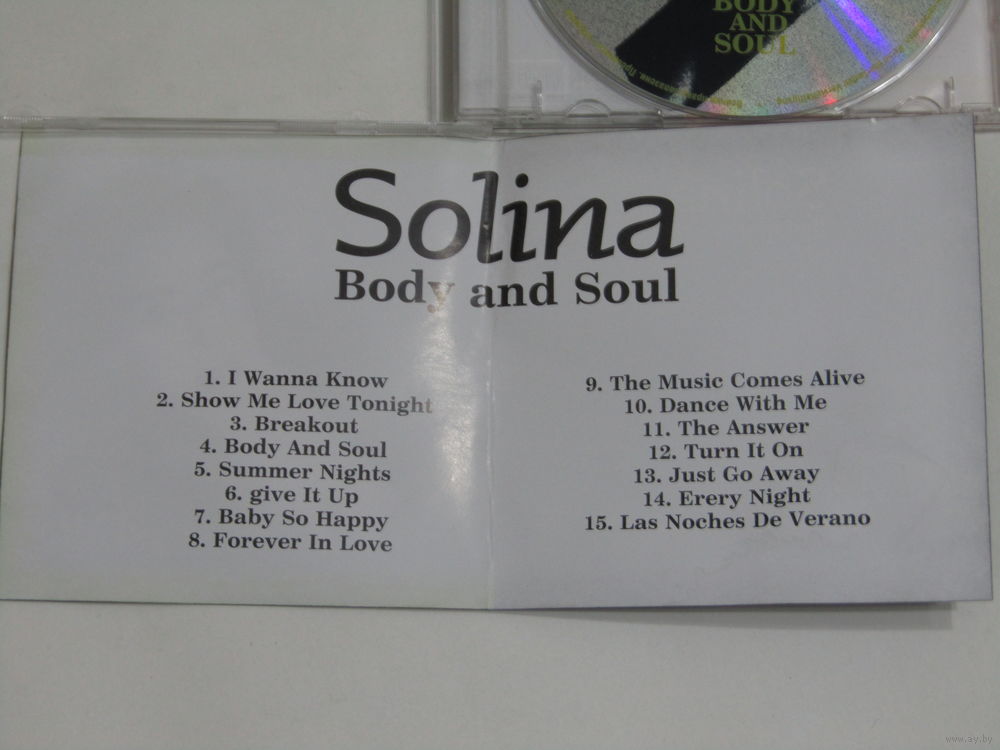 BODY
AND
SOUL
Solina
Body and Soul
1. I Wanna Know
2. Show Me Love Tonight
3. Breakout
4. Body And Soul
5. Summer Nights
6. give It Up
7. Baby So Happy
8. Forever In Love
9. The Music Comes Alive
10. Dance With Me
11. The Answer
12. Turn It On
13. Just Go Away
14. Erery Night
15. Las Noches De Verano
www.ay.by